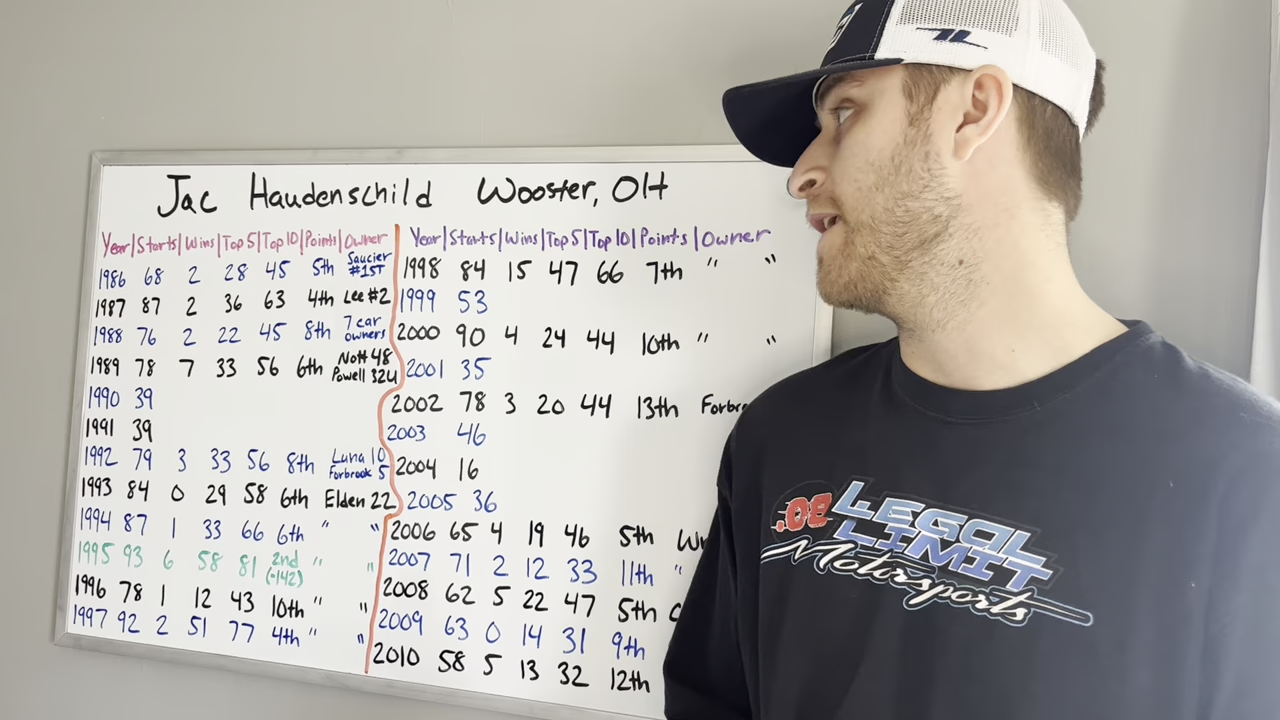 Jac Haudenschild Wooster, OH
Year|Starts|Wins|Top 5|Top 10|Points|Owner
1986 68 2 28 45 5th Saucier #1ST
1987 87 2 36 63 4th Lee #2
1988 76 2 22 45 8th 7 car owners
1989 78 7 33 56 6th Nott 48 Powell 32U
1990 39
1991 39
1992 79 3 33 56 8th Luna 10 Forbrook 5
1993 84 0 29 58 6th Elden 22
1994 87 1 33 66 6th " "
1995 93 6 58 81 2nd (-142) " "
1996 78 1 12 43 10th " "
1997 92 2 51 77 4th " "
Year|Starts|Wins|Top 5|Top 10|Points|Owner
1998 84 15 47 66 7th " "
1999 53
2000 90 4 24 44 10th " "
2001 35
2002 78 3 20 44 13th
2003 46
2004 16
2005 36
2006 65 4 19 46 5th
2007 71 2 12 33 11th "
2008 62 5 22 47 5th
2009 63 0 14 31 9th
2010 58 5 13 32 12th
LEGAL
LIMIT
Motorsports